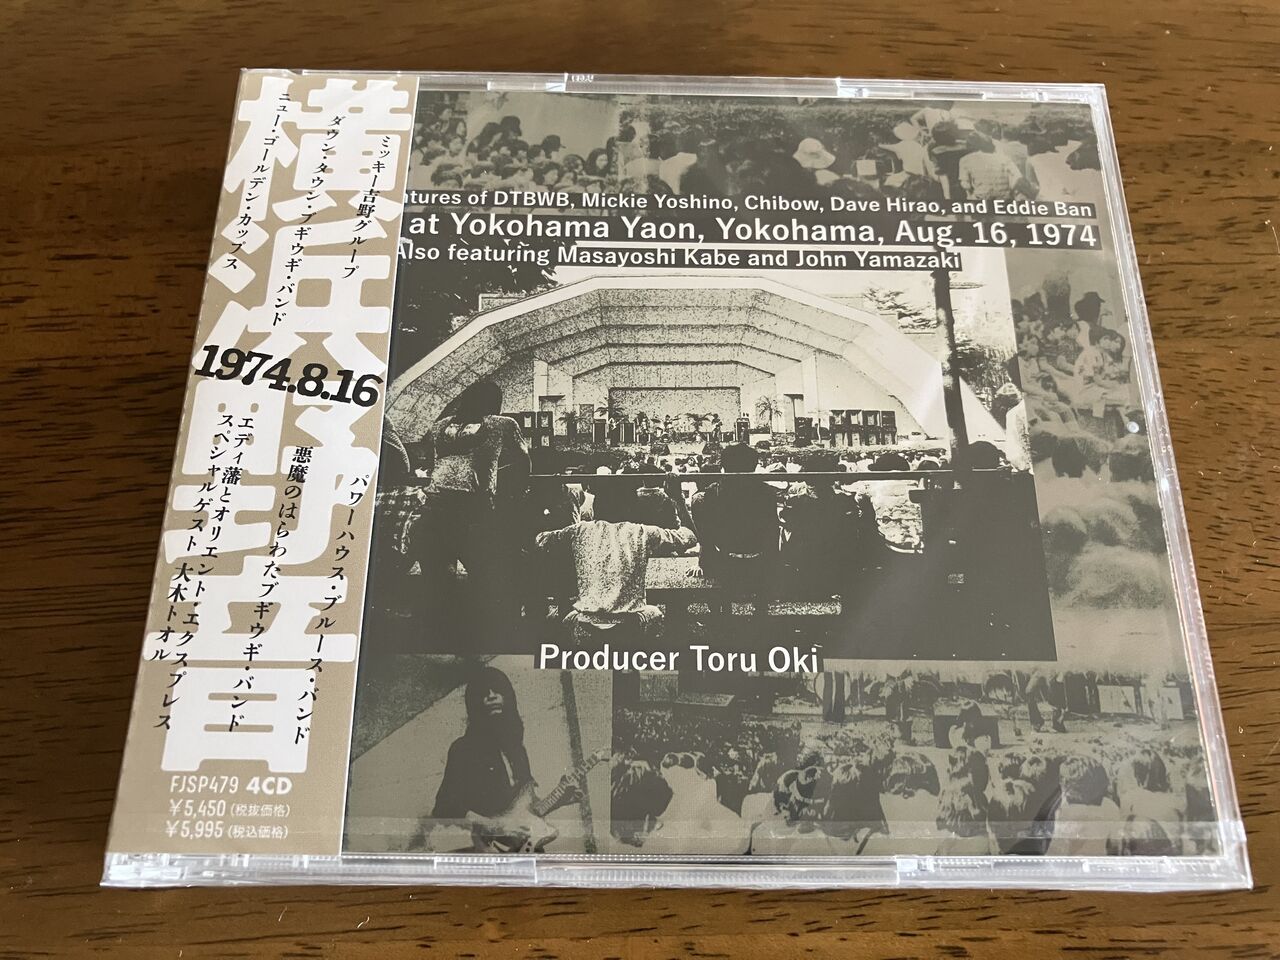 横浜野音
ミッキー吉野グループ
ダウン・タウン・ブギウギ・バンド
ニュー・ゴールデン・カップス
1974.8.16
パワーハウス・ブルース・バンド
悪魔のはらわたブギウギ・バンド
エディ藩とオリエント・エクスプレス
スペシャルゲスト 大木トオル
FJSP479 4CD
¥5,450(税抜価格)
¥5,995(税込価格)
atures of DTBWB, Mickie Yoshino, Chibow, Dave Hirao, and Eddie Ban
at Yokohama Yaon, Yokohama, Aug. 16, 1974
Also featuring Masayoshi Kabe and John Yamazaki
Producer Toru Oki